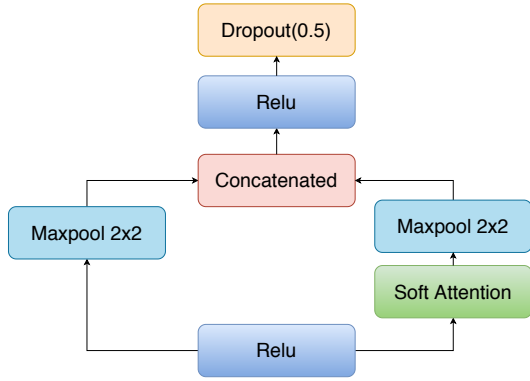 Dropout(0.5)
Relu
Concatenated
Maxpool 2x2
Maxpool 2x2
Soft Attention
Relu